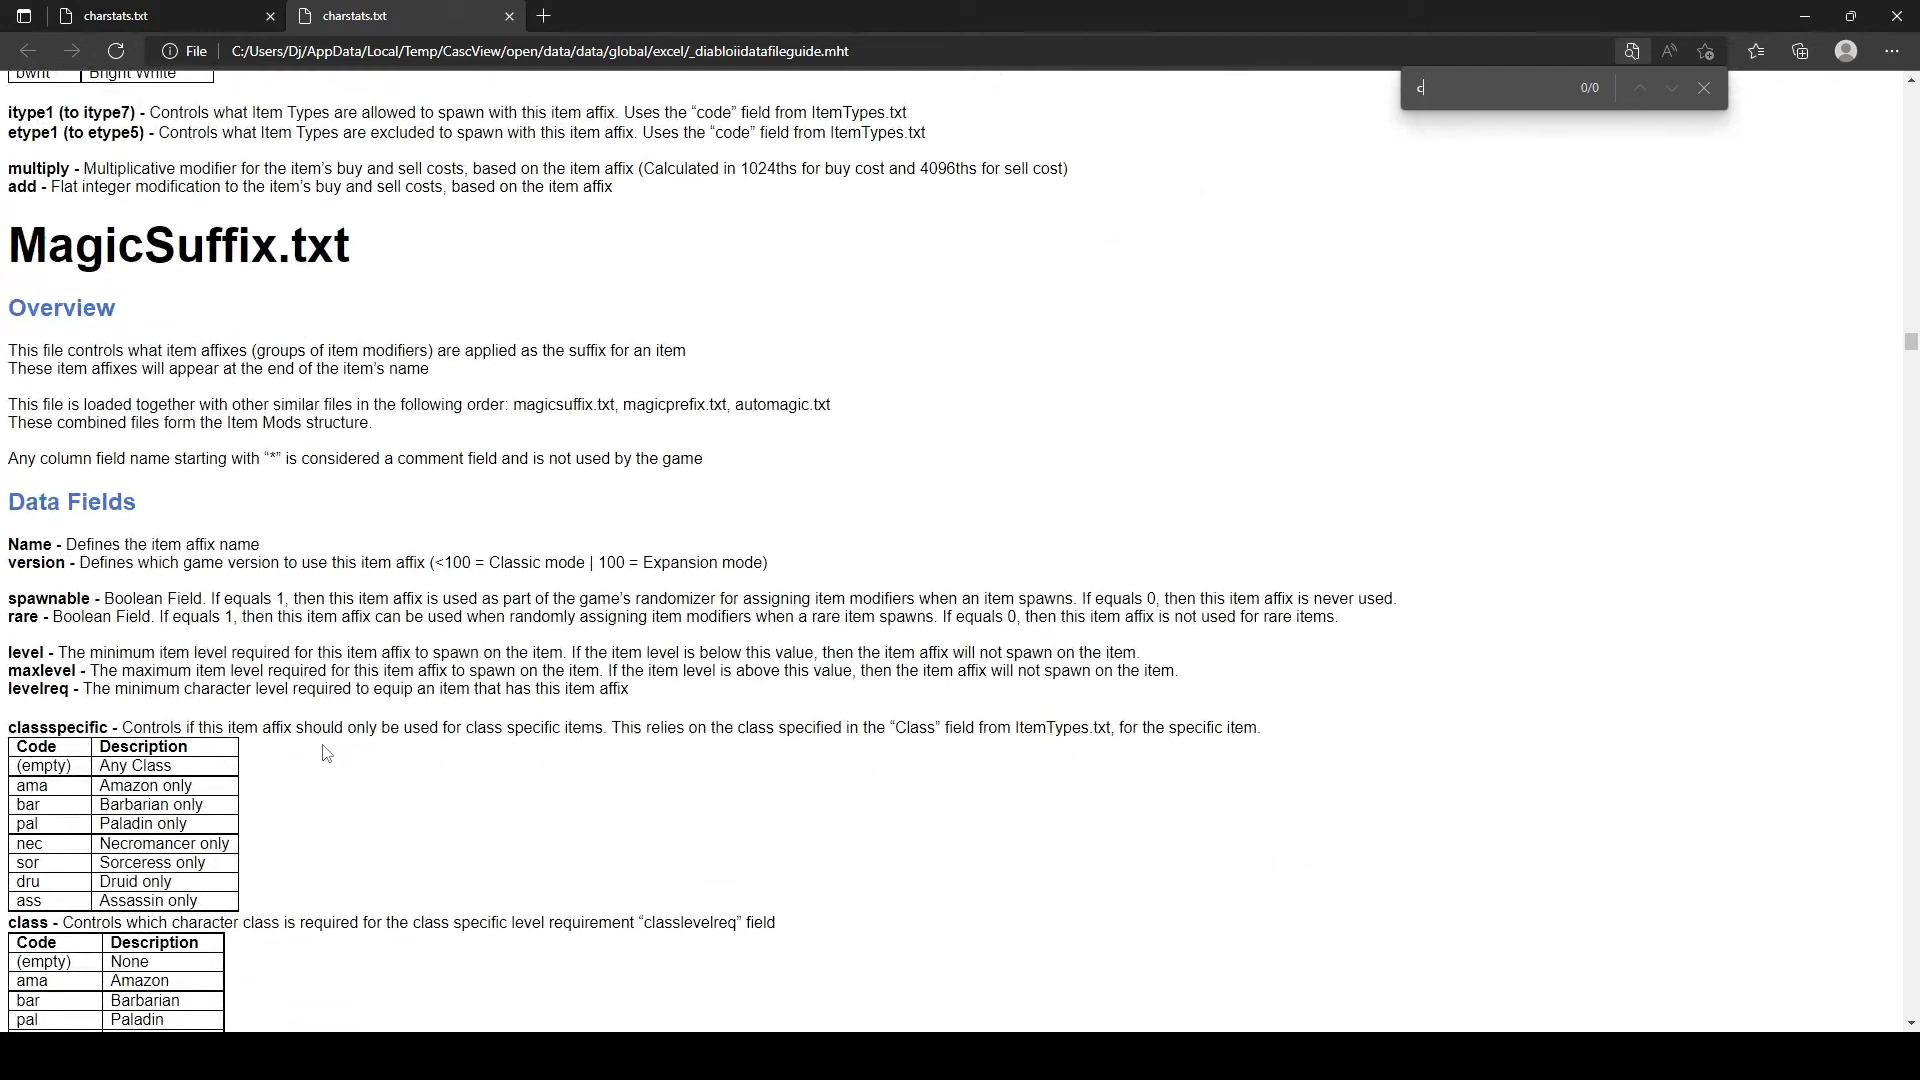 charstats.txt
charstats.txt
File
C:/Users/Dj/AppData/Local/Temp/CascView/open/data/data/global/excel/_diabloiidatafileguide.mht
c
0/0
bwht Bright White
itype1 (to itype7) - Controls what Item Types are allowed to spawn with this item affix. Uses the “code” field from ItemTypes.txt
etype1 (to etype5) - Controls what Item Types are excluded to spawn with this item affix. Uses the “code” field from ItemTypes.txt
multiply - Multiplicative modifier for the item’s buy and sell costs, based on the item affix (Calculated in 1024ths for buy cost and 4096ths for sell cost)
add - Flat integer modification to the item’s buy and sell costs, based on the item affix
MagicSuffix.txt
Overview
This file controls what item affixes (groups of item modifiers) are applied as the suffix for an item
These item affixes will appear at the end of the item’s name
This file is loaded together with other similar files in the following order: magicsuffix.txt, magicprefix.txt, automagic.txt
These combined files form the Item Mods structure.
Any column field name starting with “*” is considered a comment field and is not used by the game
Data Fields
Name - Defines the item affix name
version - Defines which game version to use this item affix (<100 = Classic mode | 100 = Expansion mode)
spawnable - Boolean Field. If equals 1, then this item affix is used as part of the game’s randomizer for assigning item modifiers when an item spawns. If equals 0, then this item affix is never used.
rare - Boolean Field. If equals 1, then this item affix can be used when randomly assigning item modifiers when a rare item spawns. If equals 0, then this item affix is not used for rare items.
level - The minimum item level required for this item affix to spawn on the item. If the item level is below this value, then the item affix will not spawn on the item.
maxlevel - The maximum item level required for this item affix to spawn on the item. If the item level is above this value, then the item affix will not spawn on the item.
levelreq - The minimum character level required to equip an item that has this item affix
classspecific - Controls if this item affix should only be used for class specific items. This relies on the class specified in the “Class” field from ItemTypes.txt, for the specific item.
Code Description
(empty) Any Class
ama Amazon only
bar Barbarian only
pal Paladin only
nec Necromancer only
sor Sorceress only
dru Druid only
ass Assassin only
class - Controls which character class is required for the class specific level requirement “classlevelreq” field
Code Description
(empty) None
ama Amazon
bar Barbarian
pal Paladin